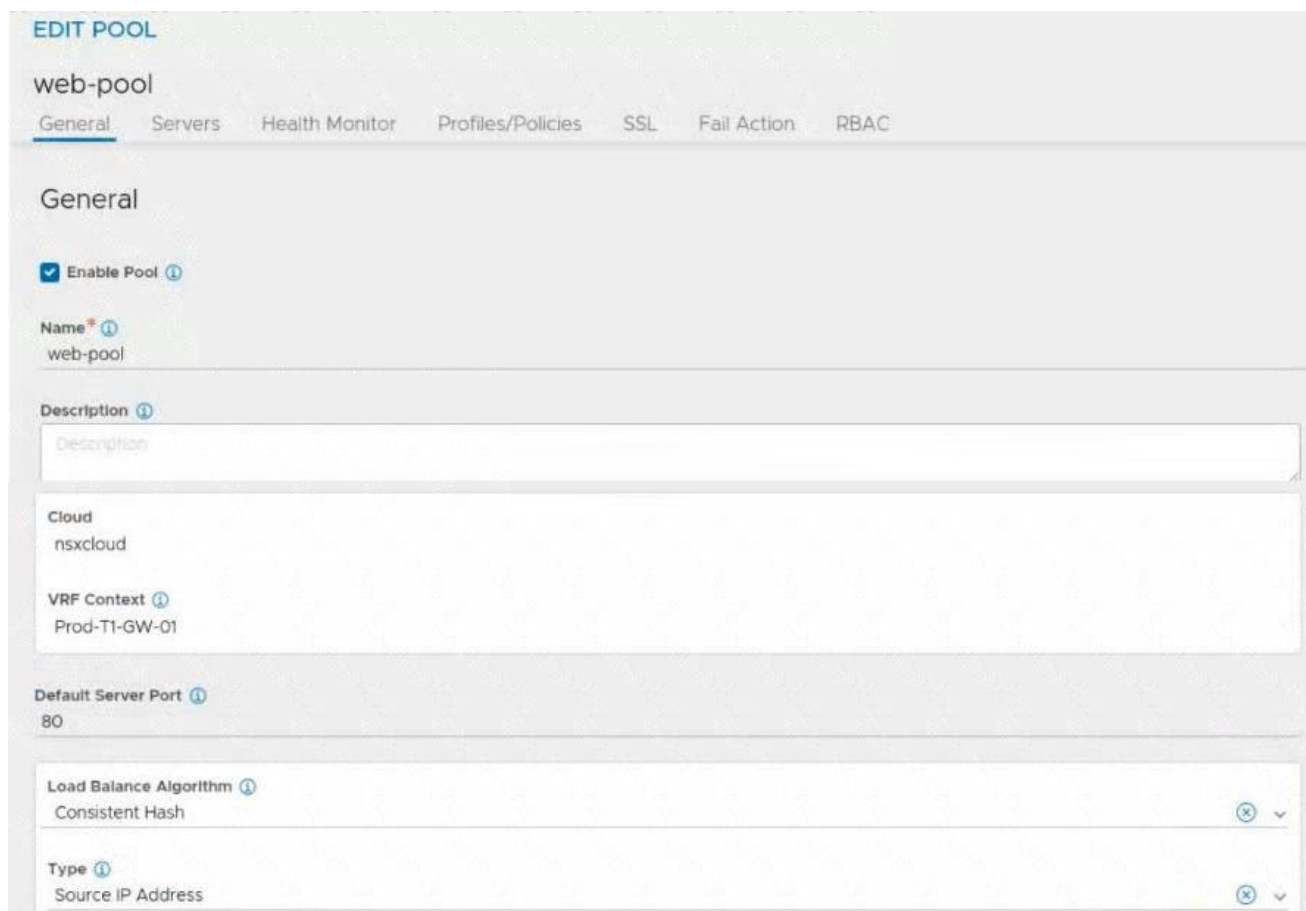 EDIT POOL
web-pool
General Servers Health Monitor Profiles/Policies SSL Fail Action RBAC
General
Enable Pool
Name*
web-pool
Description
Description
Cloud
nsxcloud
VRF Context
Prod-T1-GW-01
Default Server Port
80
Load Balance Algorithm
Consistent Hash
Type
Source IP Address